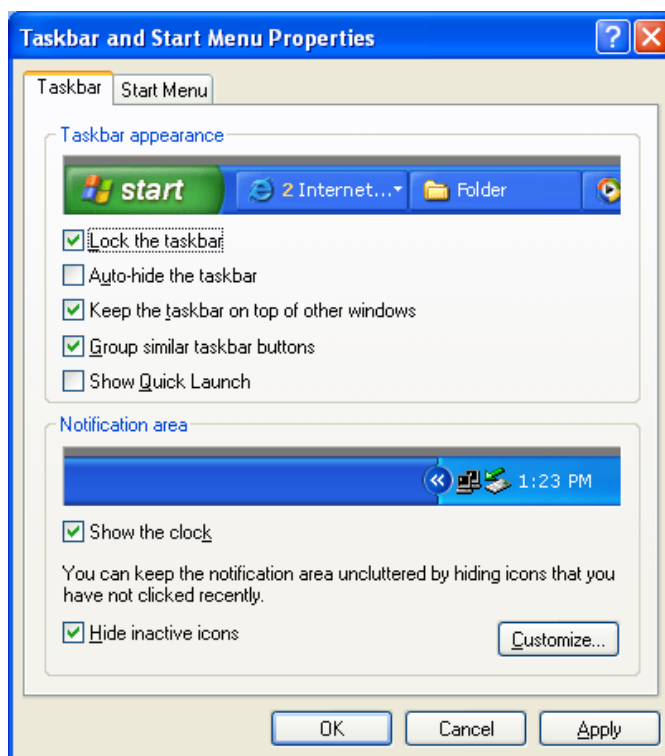 Taskbar and Start Menu Properties
Taskbar
Start Menu
Taskbar appearance
start
2 Internet...
Folder
Lock the taskbar
Auto-hide the taskbar
Keep the taskbar on top of other windows
Group similar taskbar buttons
Show Quick Launch
Notification area
1:23 PM
Show the clock
You can keep the notification area uncluttered by hiding icons that you
have not clicked recently.
Hide inactive icons
Customize...
OK
Cancel
Apply